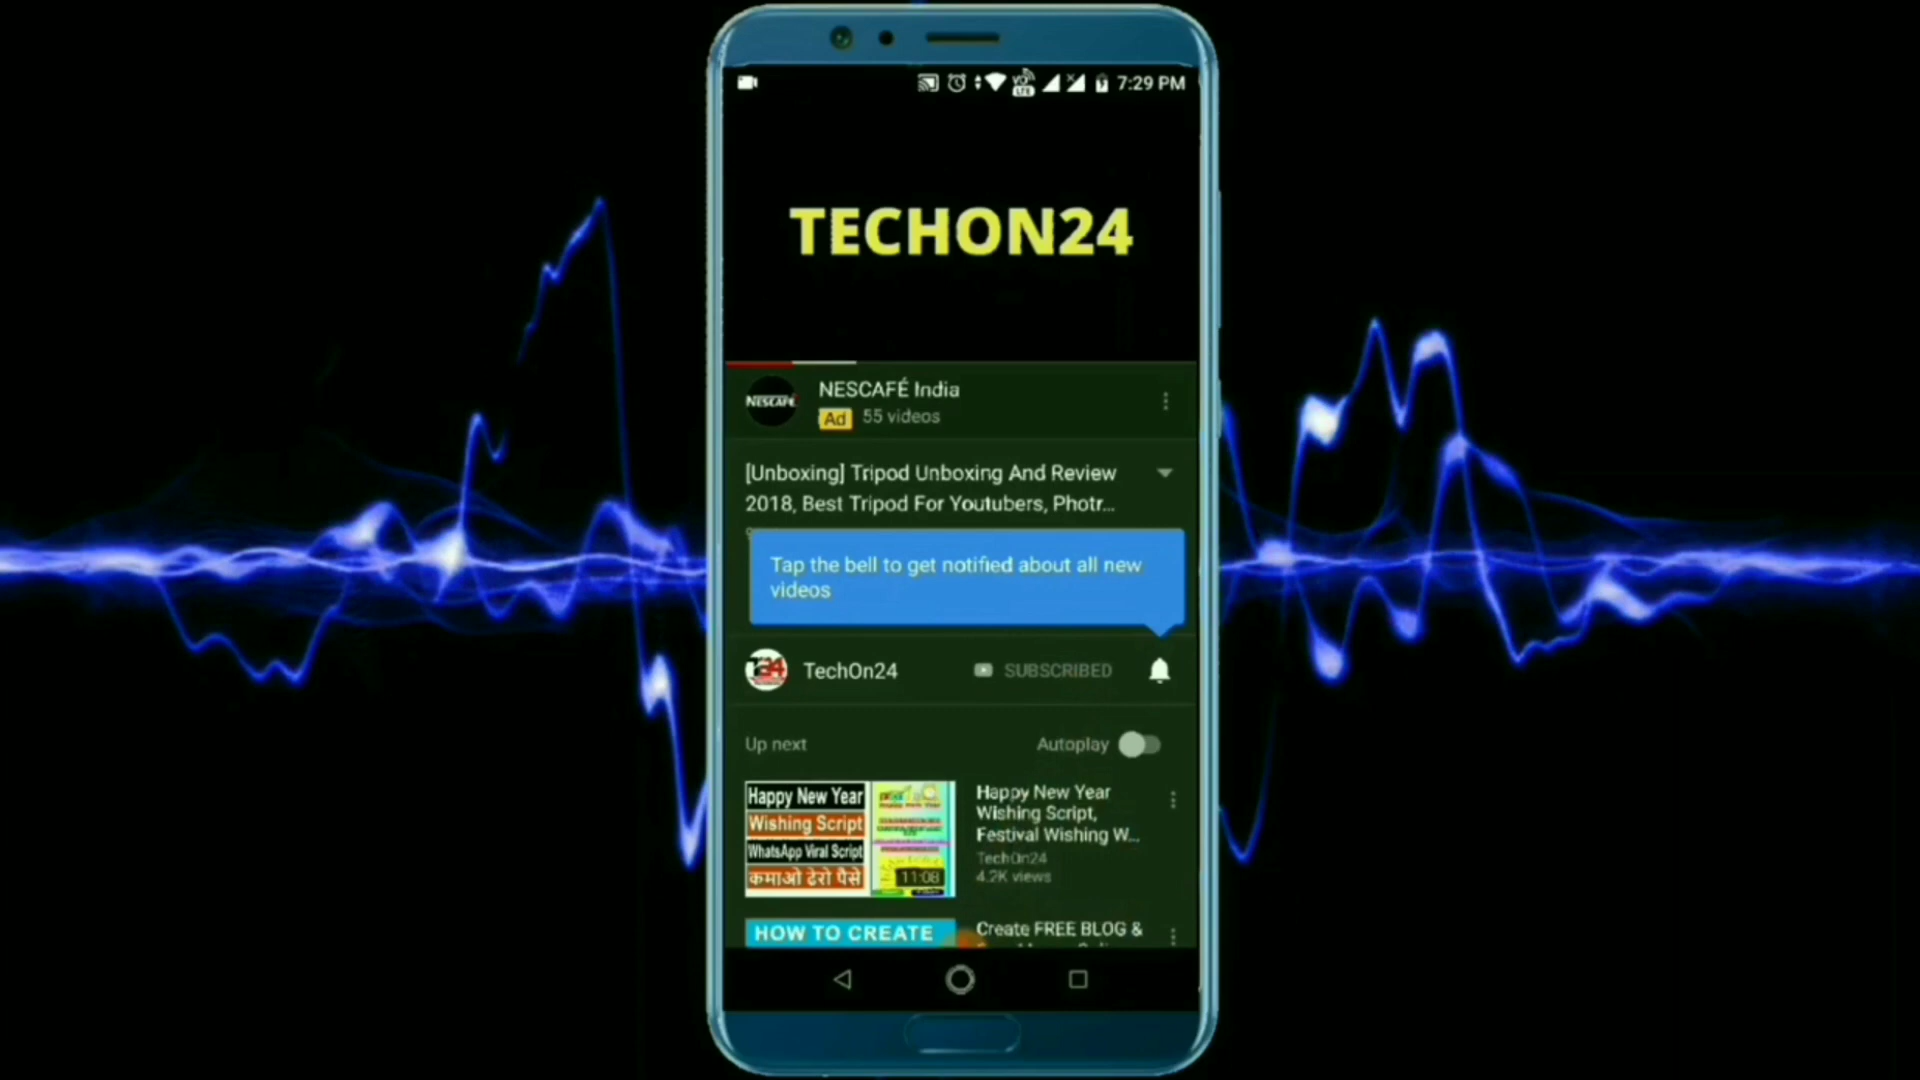 7:29 PM
TECHON24
NESCAFÉ
NESCAFÉ India
Ad 55 videos
[Unboxing] Tripod Unboxing And Review
2018, Best Tripod For Youtubers, Photr...
Tap the bell to get notified about all new
videos
TechOn24 SUBSCRIBED
Up next Autoplay
Happy New Year
Wishing Script
WhatsApp Viral Script
कमाओ ढेरो पैसे
11:08
Happy New Year
Wishing Script,
Festival Wishing W...
TechOn24
4.2K views
HOW TO CREATE
Create FREE BLOG &